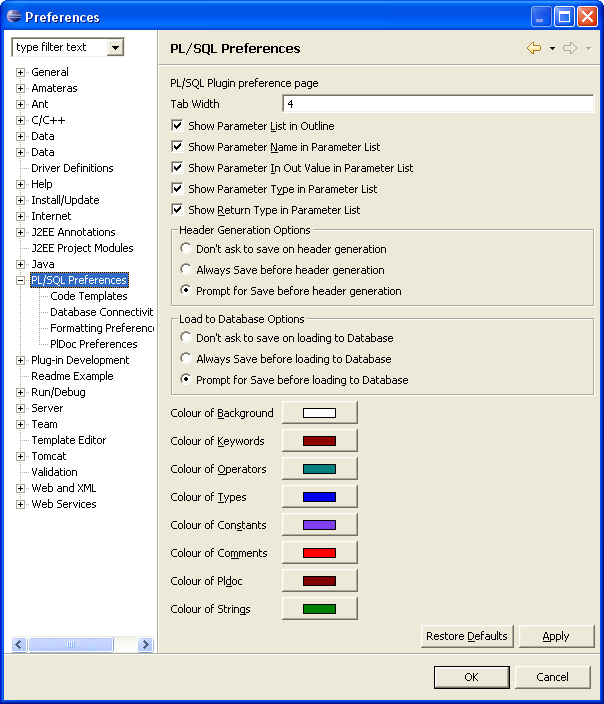 Preferences
type filter text
General
Amateras
Ant
C/C++
Data
Data
Driver Definitions
Help
Install/Update
Internet
J2EE Annotations
J2EE Project Modules
Java
PL/SQL Preferences
Code Templates
Database Connectivit
Formatting Preference
PlDoc Preferences
Plug-in Development
Readme Example
Run/Debug
Server
Team
Template Editor
Tomcat
Validation
Web and XML
Web Services
PL/SQL Preferences
PL/SQL Plugin preference page
Tab Width 4
Show Parameter List in Outline
Show Parameter Name in Parameter List
Show Parameter In Out Value in Parameter List
Show Parameter Type in Parameter List
Show Return Type in Parameter List
Header Generation Options
Don't ask to save on header generation
Always Save before header generation
Prompt for Save before header generation
Load to Database Options
Don't ask to save on loading to Database
Always Save before loading to Database
Prompt for Save before loading to Database
Colour of Background
Colour of Keywords
Colour of Operators
Colour of Types
Colour of Constants
Colour of Comments
Colour of Pldoc
Colour of Strings
Restore Defaults Apply
OK Cancel